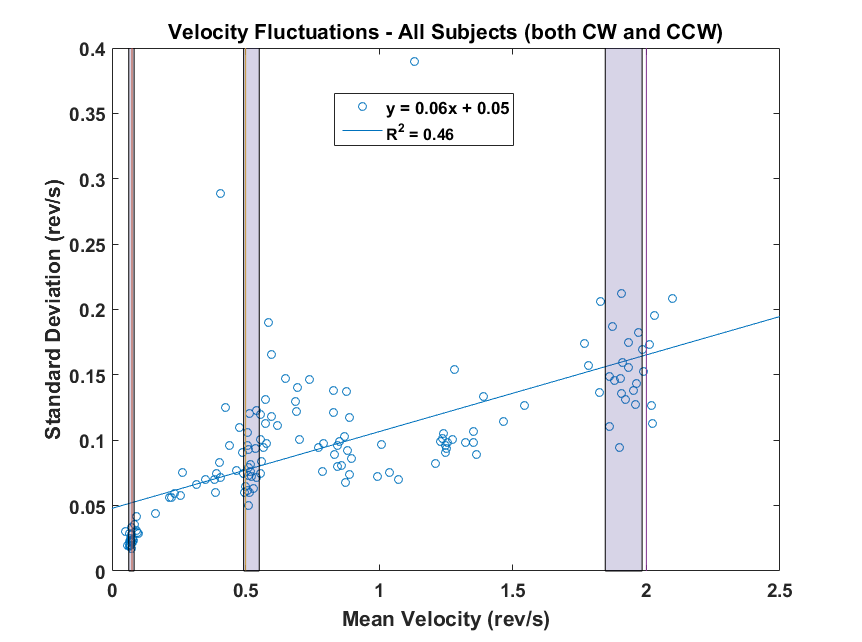 Velocity Fluctuations - All Subjects (both CW and CCW)
0.4
0.35
0.3
0.25
0.2
0.15
0.1
0.05
0
Standard Deviation (rev/s)
y = 0.06x + 0.05
R² = 0.46
0 0.5 1 1.5 2 2.5
Mean Velocity (rev/s)